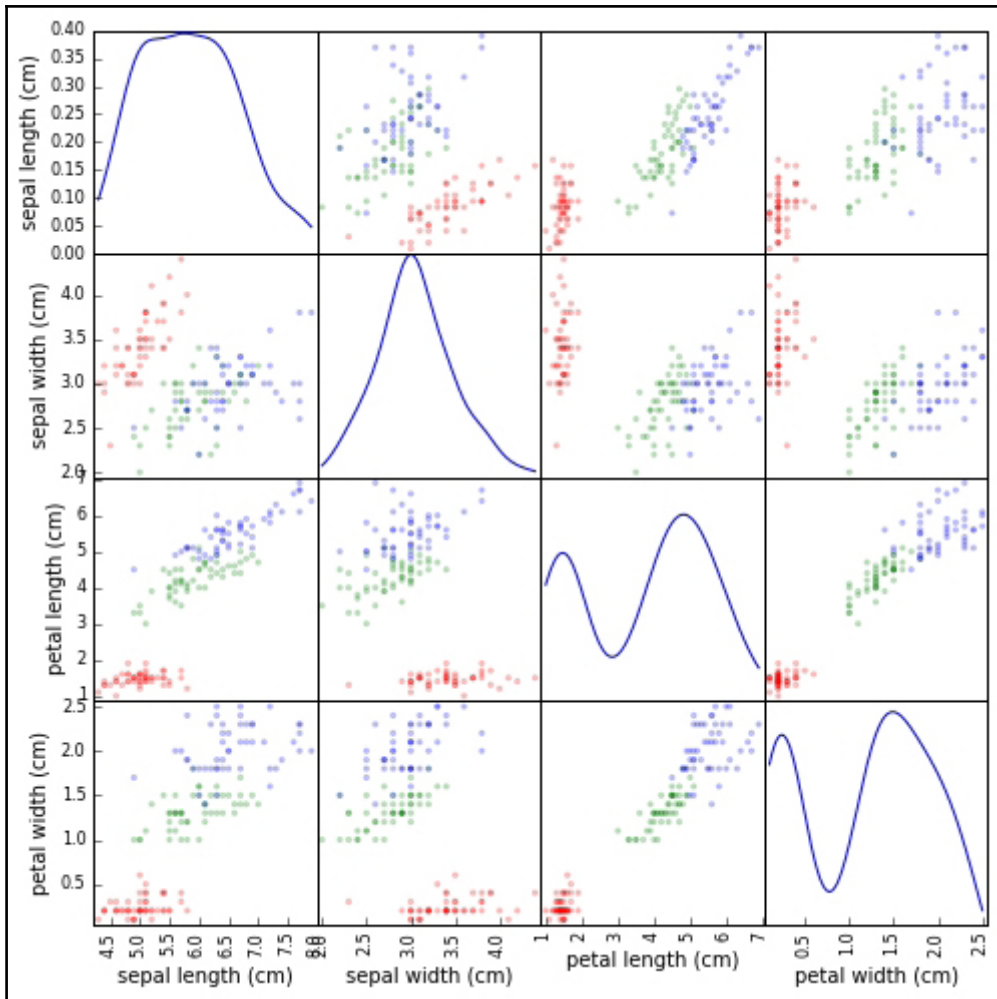 sepal length (cm)
0.40
0.35
0.30
0.25
0.20
0.15
0.10
0.05
0.00
sepal width (cm)
4.0
3.5
3.0
2.5
2.0
petal length (cm)
7
6
5
4
3
2
1
petal width (cm)
2.5
2.0
1.5
1.0
0.5
4.5 5.0 5.5 6.0 6.5 7.0 7.5 8.0
sepal length (cm)
2.0 2.5 3.0 3.5 4.0
sepal width (cm)
1 2 3 4 5 6 7
petal length (cm)
0.5 1.0 1.5 2.0 2.5
petal width (cm)